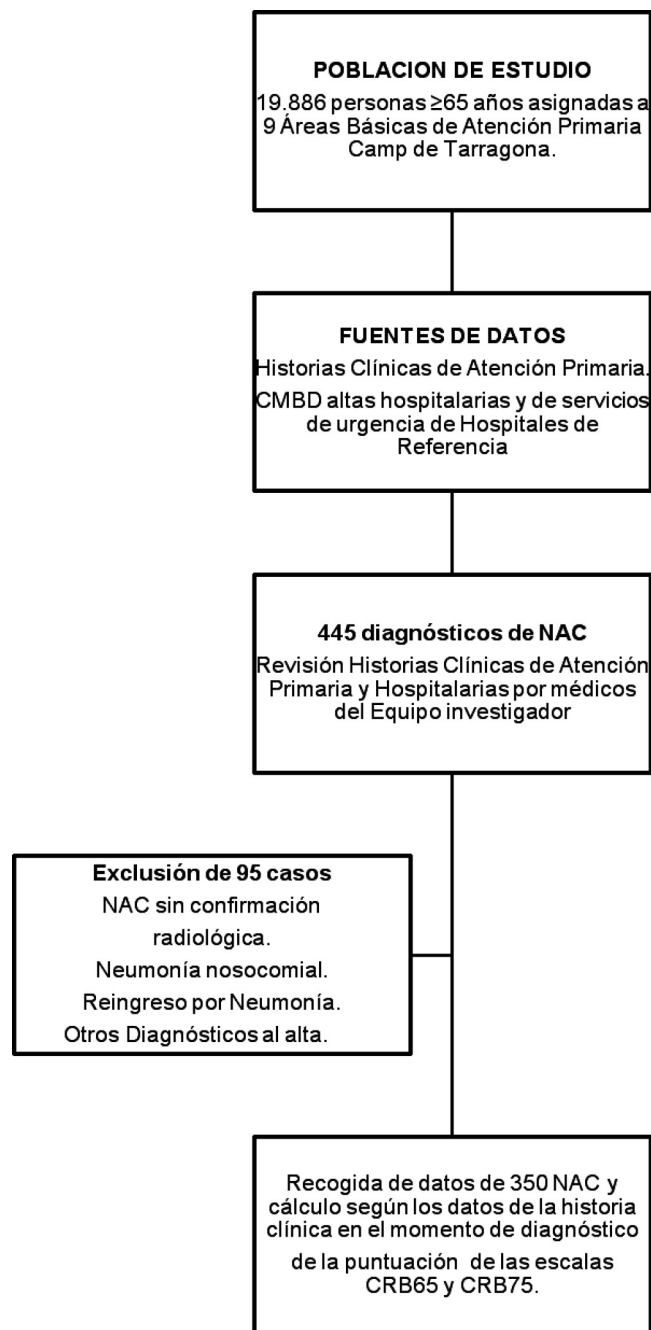 POBLACION DE ESTUDIO
19.886 personas ≥65 años asignadas a
9 Áreas Básicas de Atención Primaria
Camp de Tarragona.
FUENTES DE DATOS
Historias Clínicas de Atención Primaria.
CMBD altas hospitalarias y de servicios
de urgencia de Hospitales de
Referencia
445 diagnósticos de NAC
Revisión Historias Clínicas de Atención
Primaria y Hospitalarias por médicos
del Equipo investigador
Exclusión de 95 casos
NAC sin confirmación
radiológica.
Neumonía nosocomial.
Reingreso por Neumonía.
Otros Diagnósticos al alta.
Recogida de datos de 350 NAC y
cálculo según los datos de la historia
clínica en el momento de diagnóstico
de la puntuación de las escalas
CRB65 y CRB75.